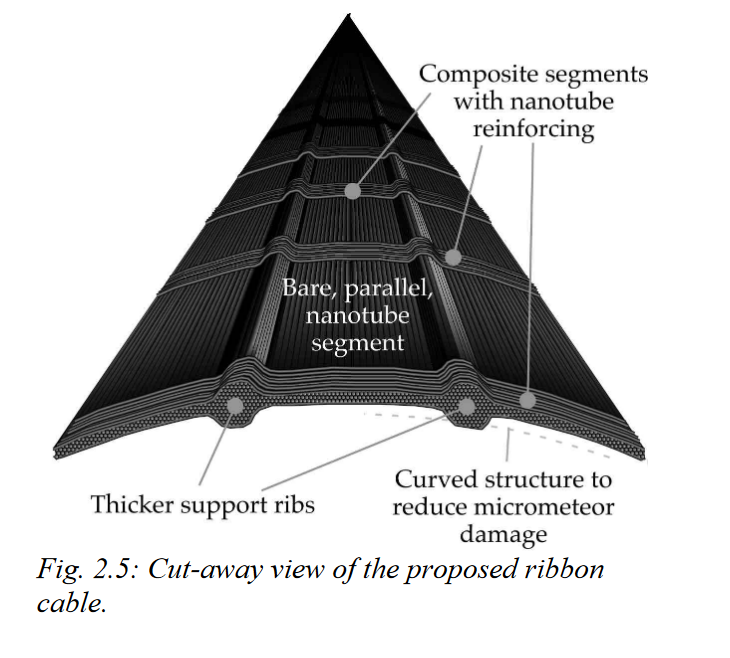 Composite segments
with nanotube
reinforcing
Bare, parallel,
nanotube
segment
Thicker support ribs
Curved structure to
reduce micrometeor
damage
Fig. 2.5: Cut-away view of the proposed ribbon
cable.